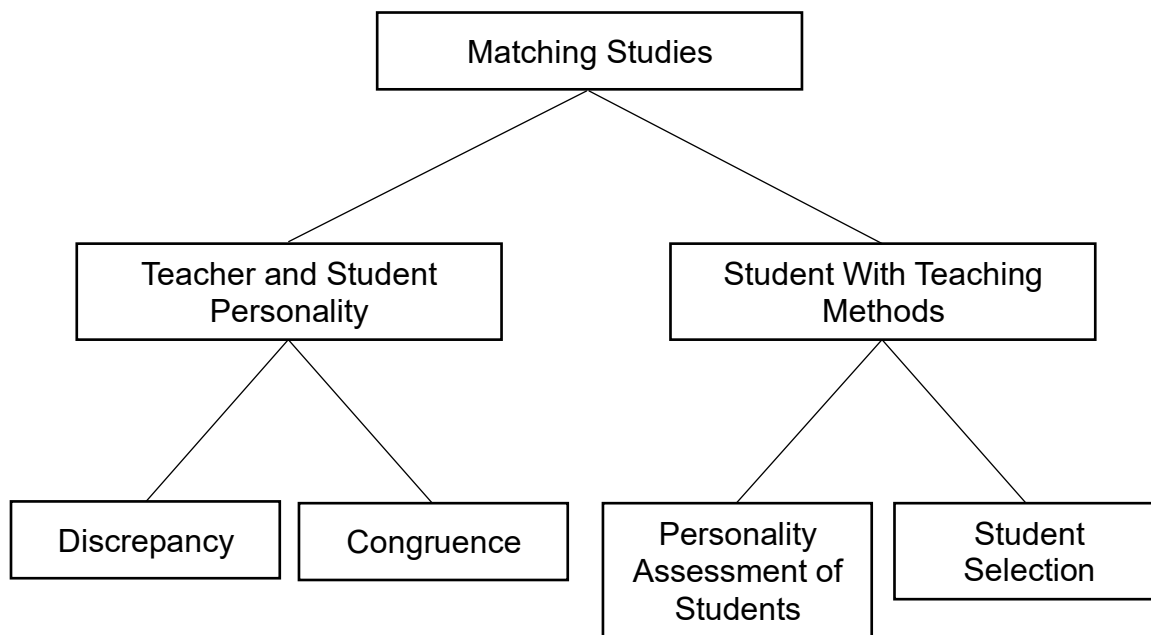 Matching Studies
Teacher and Student
Personality
Student With Teaching
Methods
Discrepancy
Congruence
Personality
Assessment of
Students
Student
Selection